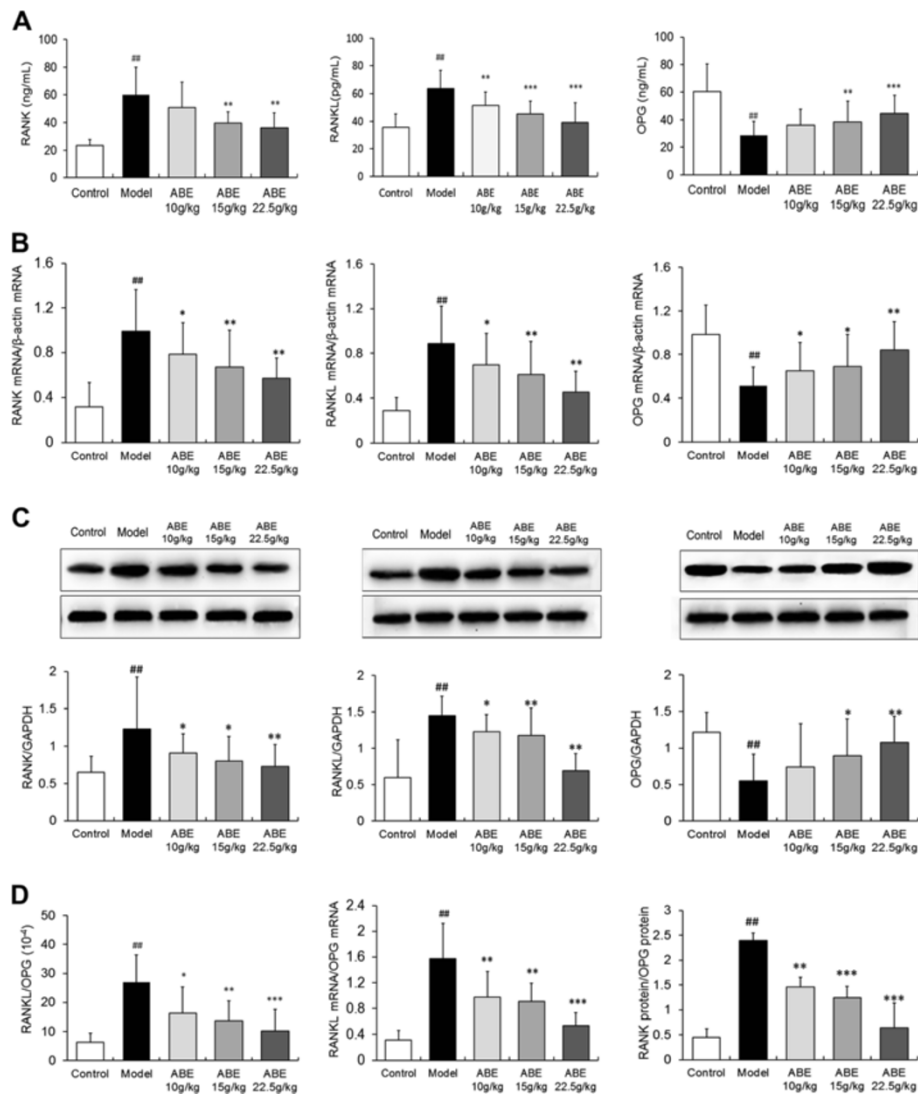 A
RANK (ng/mL)
100
80
60
40
20
0
##
**
**
Control
Model
ABE
10g/kg
ABE
15g/kg
ABE
22.5g/kg
RANKL(pg/mL)
100
80
60
40
20
0
##
**
***
***
Control
Model
ABE
10g/kg
ABE
15g/kg
ABE
22.5g/kg
OPG (ng/mL)
100
80
60
40
20
0
##
**
***
Control
Model
ABE
10g/kg
ABE
15g/kg
ABE
22.5g/kg
B
RANK mRNA/β-actin mRNA
1.6
1.2
0.8
0.4
0
##
*
**
**
Control
Model
ABE
10g/kg
ABE
15g/kg
ABE
22.5g/kg
RANKL mRNA/β-actin mRNA
1.6
1.2
0.8
0.4
0
##
*
**
**
Control
Model
ABE
10g/kg
ABE
15g/kg
ABE
22.5g/kg
OPG mRNA/β-actin mRNA
1.6
1.2
0.8
0.4
0
##
*
*
**
Control
Model
ABE
10g/kg
ABE
15g/kg
ABE
22.5g/kg
C
Control
Model
ABE
10g/kg
ABE
15g/kg
ABE
22.5g/kg
Control
Model
ABE
10g/kg
ABE
15g/kg
ABE
22.5g/kg
Control
Model
ABE
10g/kg
ABE
15g/kg
ABE
22.5g/kg
RANK/GAPDH
2
1.5
1
0.5
0
##
*
*
**
Control
Model
ABE
10g/kg
ABE
15g/kg
ABE
22.5g/kg
RANKL/GAPDH
2
1.5
1
0.5
0
##
*
**
**
Control
Model
ABE
10g/kg
ABE
15g/kg
ABE
22.5g/kg
OPG/GAPDH
2
1.5
1
0.5
0
##
*
**
Control
Model
ABE
10g/kg
ABE
15g/kg
ABE
22.5g/kg
D
RANKL/OPG (10⁻⁴)
50
40
30
20
10
0
##
*
**
***
Control
Model
ABE
10g/kg
ABE
15g/kg
ABE
22.5g/kg
RANKL mRNA/OPG mRNA
2.4
2
1.6
1.2
0.8
0.4
0
##
**
**
***
Control
Model
ABE
10g/kg
ABE
15g/kg
ABE
22.5g/kg
RANK protein/OPG protein
3
2.5
2
1.5
1
0.5
0
##
**
***
***
Control
Model
ABE
10g/kg
ABE
15g/kg
ABE
22.5g/kg